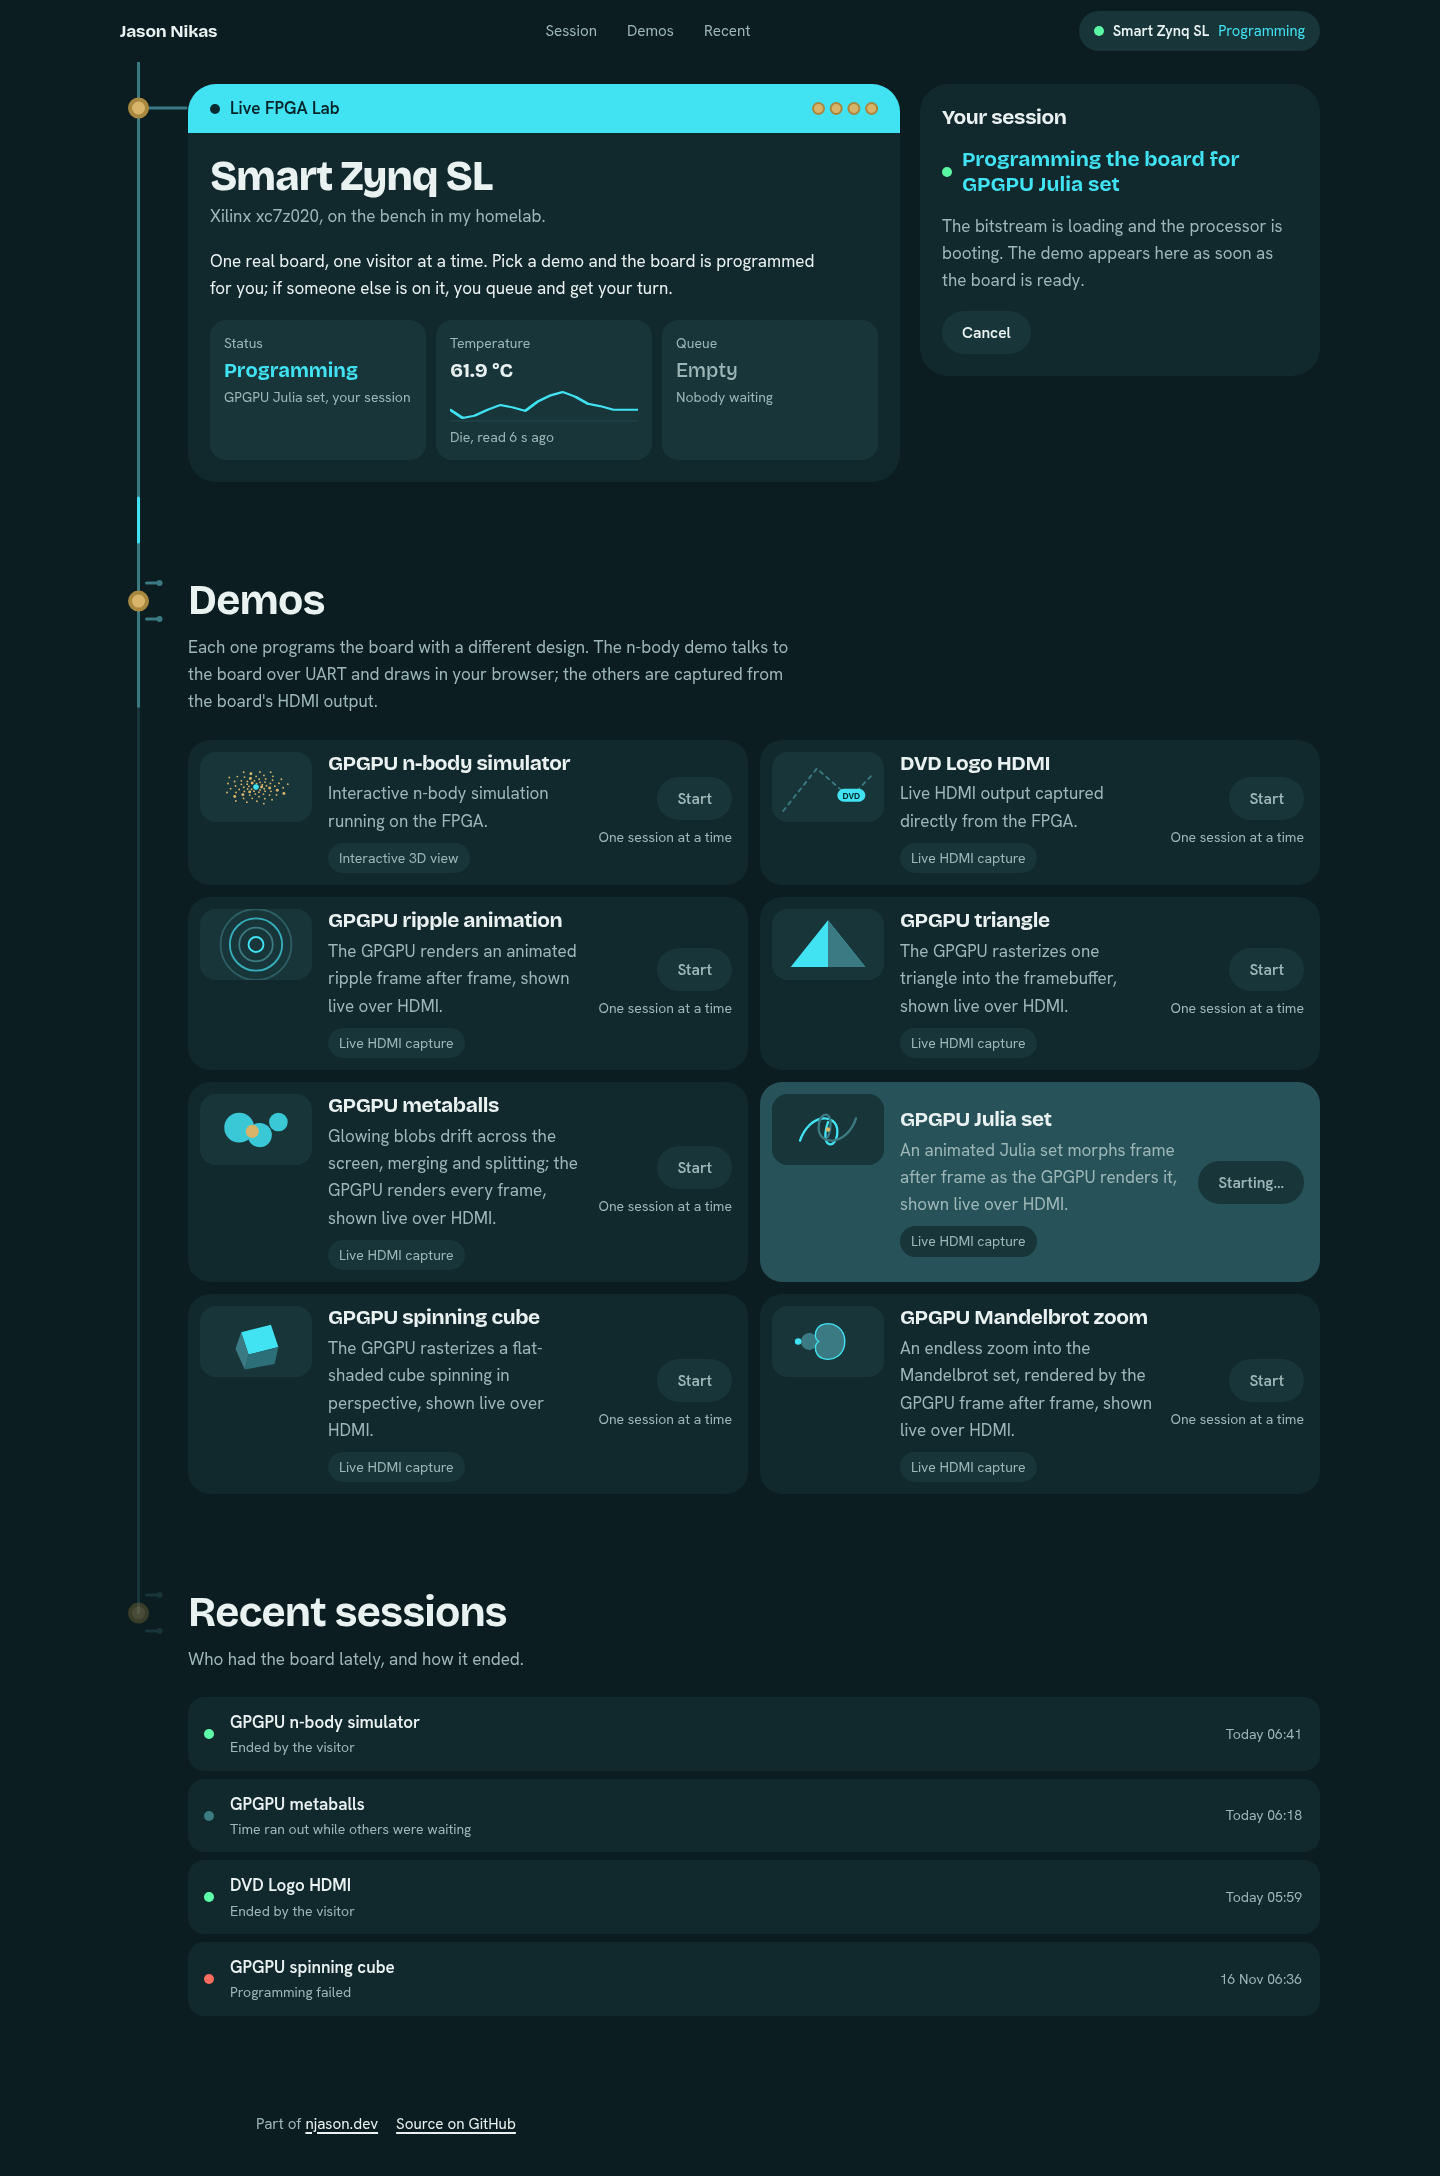 Jason Nikas
Session
Demos
Recent
Smart Zynq SL Programming
Live FPGA Lab
Smart Zynq SL
Xilinx xc7z020, on the bench in my homelab.
One real board, one visitor at a time. Pick a demo and the board is programmed
for you; if someone else is on it, you queue and get your turn.
Status
Programming
GPGPU Julia set, your session
Temperature
61.9 °C
Die, read 6 s ago
Queue
Empty
Nobody waiting
Your session
Programming the board for
GPGPU Julia set
The bitstream is loading and the processor is
booting. The demo appears here as soon as
the board is ready.
Cancel
Demos
Each one programs the board with a different design. The n-body demo talks to
the board over UART and draws in your browser; the others are captured from
the board's HDMI output.
GPGPU n-body simulator
Interactive n-body simulation
running on the FPGA.
Interactive 3D view
Start
One session at a time
DVD
DVD Logo HDMI
Live HDMI output captured
directly from the FPGA.
Live HDMI capture
Start
One session at a time
GPGPU ripple animation
The GPGPU renders an animated
ripple frame after frame, shown
live over HDMI.
Live HDMI capture
Start
One session at a time
GPGPU triangle
The GPGPU rasterizes one
triangle into the framebuffer,
shown live over HDMI.
Live HDMI capture
Start
One session at a time
GPGPU metaballs
Glowing blobs drift across the
screen, merging and splitting; the
GPGPU renders every frame,
shown live over HDMI.
Live HDMI capture
Start
One session at a time
GPGPU Julia set
An animated Julia set morphs frame
after frame as the GPGPU renders it,
shown live over HDMI.
Live HDMI capture
Starting...
GPGPU spinning cube
The GPGPU rasterizes a flat-
shaded cube spinning in
perspective, shown live over
HDMI.
Live HDMI capture
Start
One session at a time
GPGPU Mandelbrot zoom
An endless zoom into the
Mandelbrot set, rendered by the
GPGPU frame after frame, shown
live over HDMI.
Live HDMI capture
Start
One session at a time
Recent sessions
Who had the board lately, and how it ended.
GPGPU n-body simulator
Ended by the visitor
Today 06:41
GPGPU metaballs
Time ran out while others were waiting
Today 06:18
DVD Logo HDMI
Ended by the visitor
Today 05:59
GPGPU spinning cube
Programming failed
16 Nov 06:36
Part of njason.dev
Source on GitHub